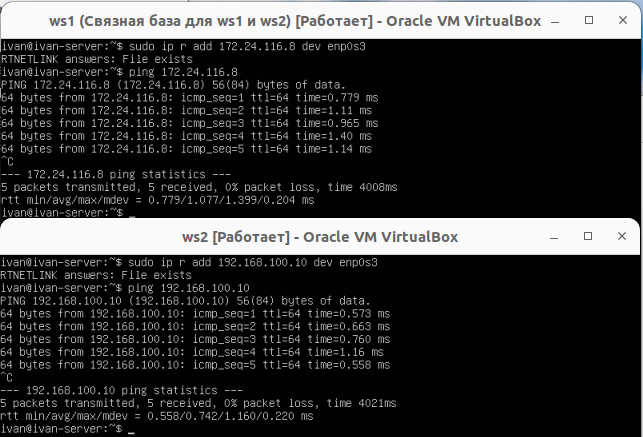 ws1 (Связная база для ws1 и ws2) [Работает] - Oracle VM VirtualBox
ivan@ivan-server:~$ sudo ip r add 172.24.116.8 dev enp0s3
RTNETLINK answers: File exists
ivan@ivan-server:~$ ping 172.24.116.8
PING 172.24.116.8 (172.24.116.8) 56(84) bytes of data.
64 bytes from 172.24.116.8: icmp_seq=1 ttl=64 time=0.779 ms
64 bytes from 172.24.116.8: icmp_seq=2 ttl=64 time=1.11 ms
64 bytes from 172.24.116.8: icmp_seq=3 ttl=64 time=0.965 ms
64 bytes from 172.24.116.8: icmp_seq=4 ttl=64 time=1.40 ms
64 bytes from 172.24.116.8: icmp_seq=5 ttl=64 time=1.14 ms
^C
--- 172.24.116.8 ping statistics ---
5 packets transmitted, 5 received, 0% packet loss, time 4008ms
rtt min/avg/max/mdev = 0.779/1.077/1.399/0.204 ms
ivan@ivan-server:~$ _
ws2 [Работает] - Oracle VM VirtualBox
ivan@ivan-server:~$ sudo ip r add 192.168.100.10 dev enp0s3
RTNETLINK answers: File exists
ivan@ivan-server:~$ ping 192.168.100.10
PING 192.168.100.10 (192.168.100.10) 56(84) bytes of data.
64 bytes from 192.168.100.10: icmp_seq=1 ttl=64 time=0.573 ms
64 bytes from 192.168.100.10: icmp_seq=2 ttl=64 time=0.663 ms
64 bytes from 192.168.100.10: icmp_seq=3 ttl=64 time=0.760 ms
64 bytes from 192.168.100.10: icmp_seq=4 ttl=64 time=1.16 ms
64 bytes from 192.168.100.10: icmp_seq=5 ttl=64 time=0.558 ms
^C
--- 192.168.100.10 ping statistics ---
5 packets transmitted, 5 received, 0% packet loss, time 4021ms
rtt min/avg/max/mdev = 0.558/0.742/1.160/0.220 ms
ivan@ivan-server:~$ _